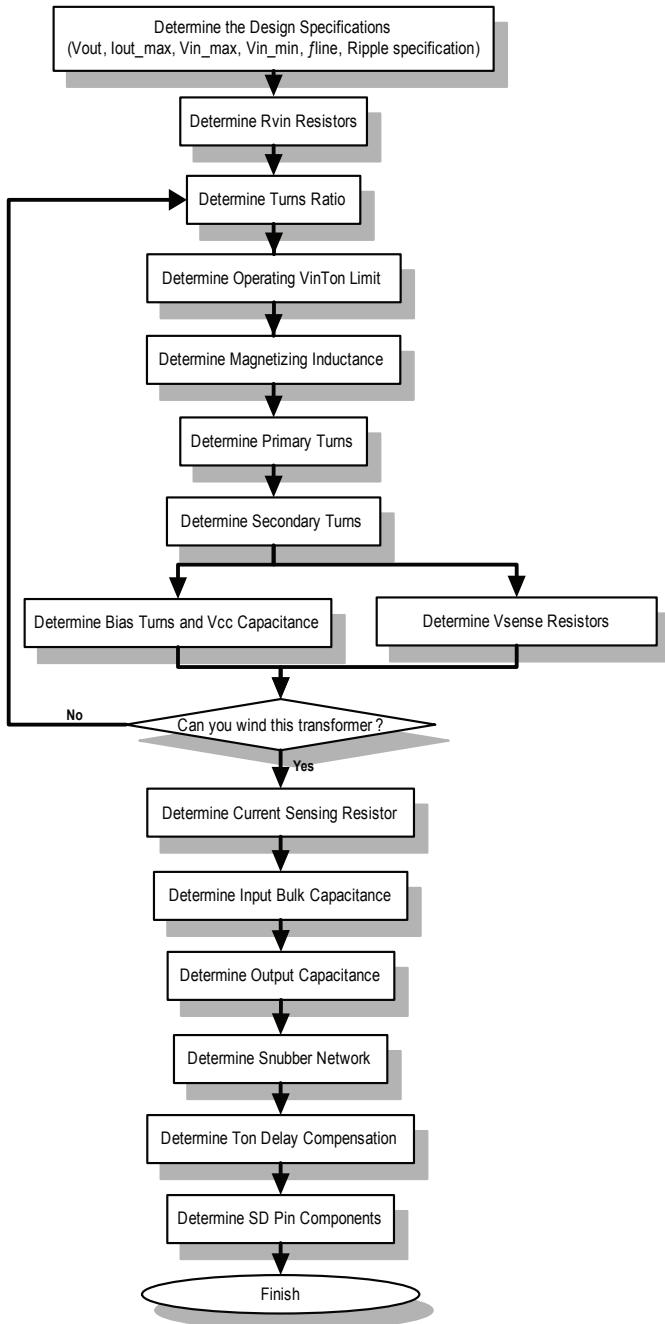 Determine the Design Specifications
(Vout, Iout_max, Vin_max, Vin_min, ƒline, Ripple specification)
Determine Rvin Resistors
Determine Turns Ratio
Determine Operating VinTon Limit
Determine Magnetizing Inductance
Determine Primary Turns
Determine Secondary Turns
Determine Bias Turns and Vcc Capacitance
Determine Vsense Resistors
No
Can you wind this transformer ?
Yes
Determine Current Sensing Resistor
Determine Input Bulk Capacitance
Determine Output Capacitance
Determine Snubber Network
Determine Ton Delay Compensation
Determine SD Pin Components
Finish